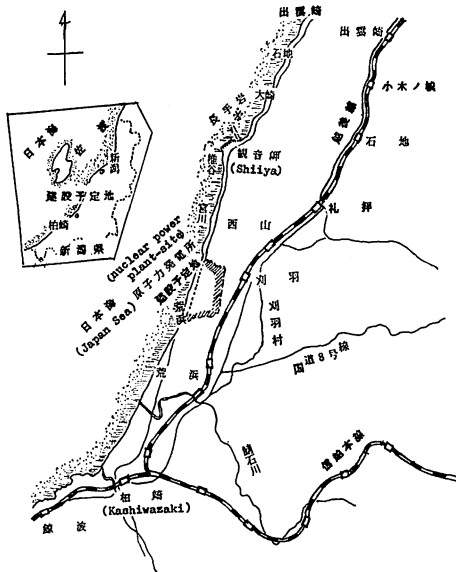 4
出雲崎
石地
大崎
出雲崎
小木ノ城
越後線
石地
観音岬
(Shiiya)
椎谷
宮川
礼拝
西山
日本海
佐渡
新潟
建設予定地
柏崎
新潟県
(nuclear power
plant-site)
原子力発電所
建設予定地
日本海
(Japan Sea)
荒浜
刈羽
刈羽村
国道8号線
荒浜
鯖石川
信越本線
柏崎
(Kashiwazaki)
鯨波